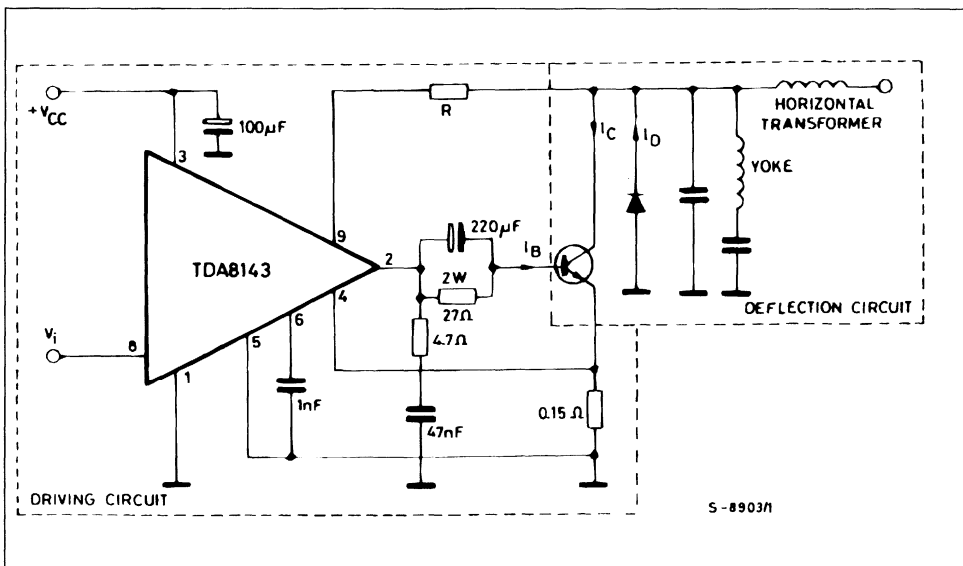 +VCC
100µF
3
R
IC
ID
HORIZONTAL
TRANSFORMER
YOKE
9
220µF
TDA8143
2
IB
2W
27Ω
4
DEFLECTION CIRCUIT
Vi
8
6
5
4.7Ω
1
1nF
47nF
0.15 Ω
DRIVING CIRCUIT
S-8903/1